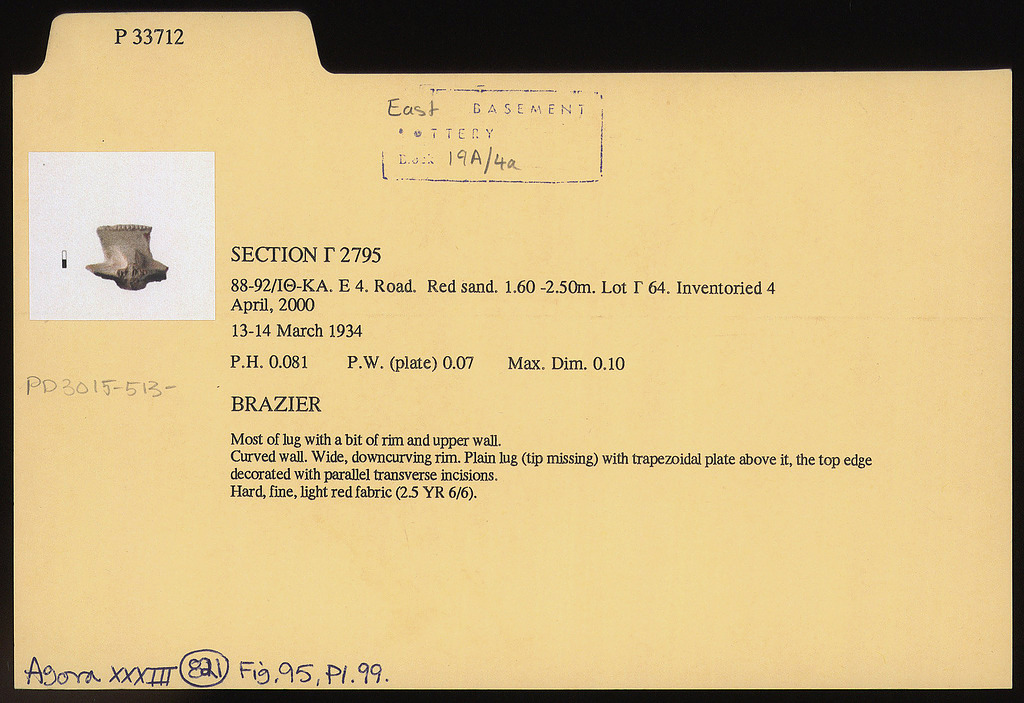 P 33712
East BASEMENT
POTTERY
19A/4a
SECTION Γ 2795
88-92/ΙΘ-ΚΑ. E 4. Road. Red sand. 1.60 -2.50m. Lot Γ 64. Inventoried 4
April, 2000
13-14 March 1934
P.H. 0.081 P.W. (plate) 0.07 Max. Dim. 0.10
PD3015-513-
BRAZIER
Most of lug with a bit of rim and upper wall.
Curved wall. Wide, downcurving rim. Plain lug (tip missing) with trapezoidal plate above it, the top edge
decorated with parallel transverse incisions.
Hard, fine, light red fabric (2.5 YR 6/6).
Agora XXXIII 821 Fig. 95, Pl. 99.